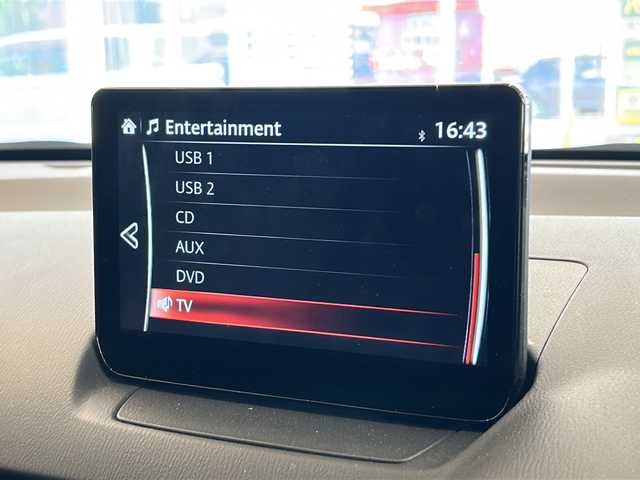 Entertainment
16:43
USB 1
USB 2
CD
AUX
DVD
TV